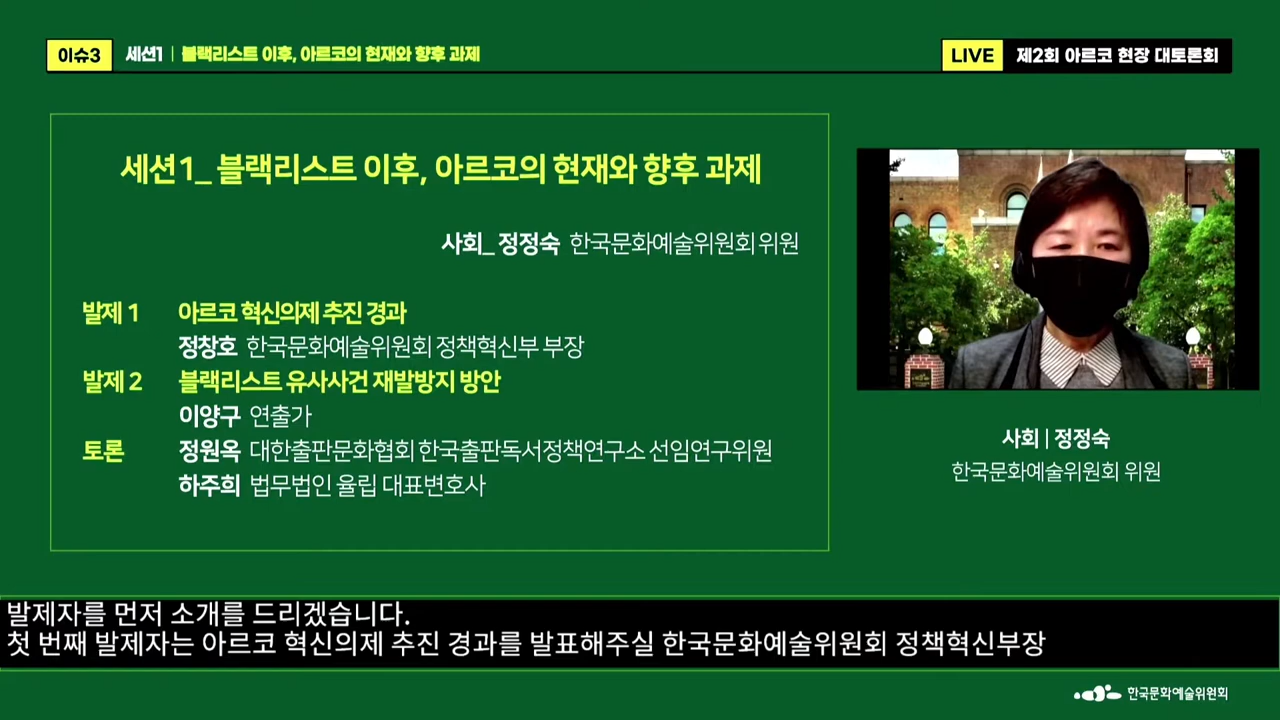 이슈3
세션1 | 블랙리스트 이후, 아르코의 현재와 향후 과제
LIVE 제2회 아르코 현장 대토론회
세션1_ 블랙리스트 이후, 아르코의 현재와 향후 과제
사회_ 정정숙 한국문화예술위원회 위원
발제 1 아르코 혁신의제 추진 경과
정창호 한국문화예술위원회 정책혁신부 부장
발제 2 블랙리스트 유사사건 재발방지 방안
이양구 연출가
토론 정원옥 대한출판문화협회 한국출판독서정책연구소 선임연구위원
하주희 법무법인 율립 대표변호사
사회 | 정정숙
한국문화예술위원회 위원
발제자를 먼저 소개를 드리겠습니다.
첫 번째 발제자는 아르코 혁신의제 추진 경과를 발표해주실 한국문화예술위원회 정책혁신부장
한국문화예술위원회